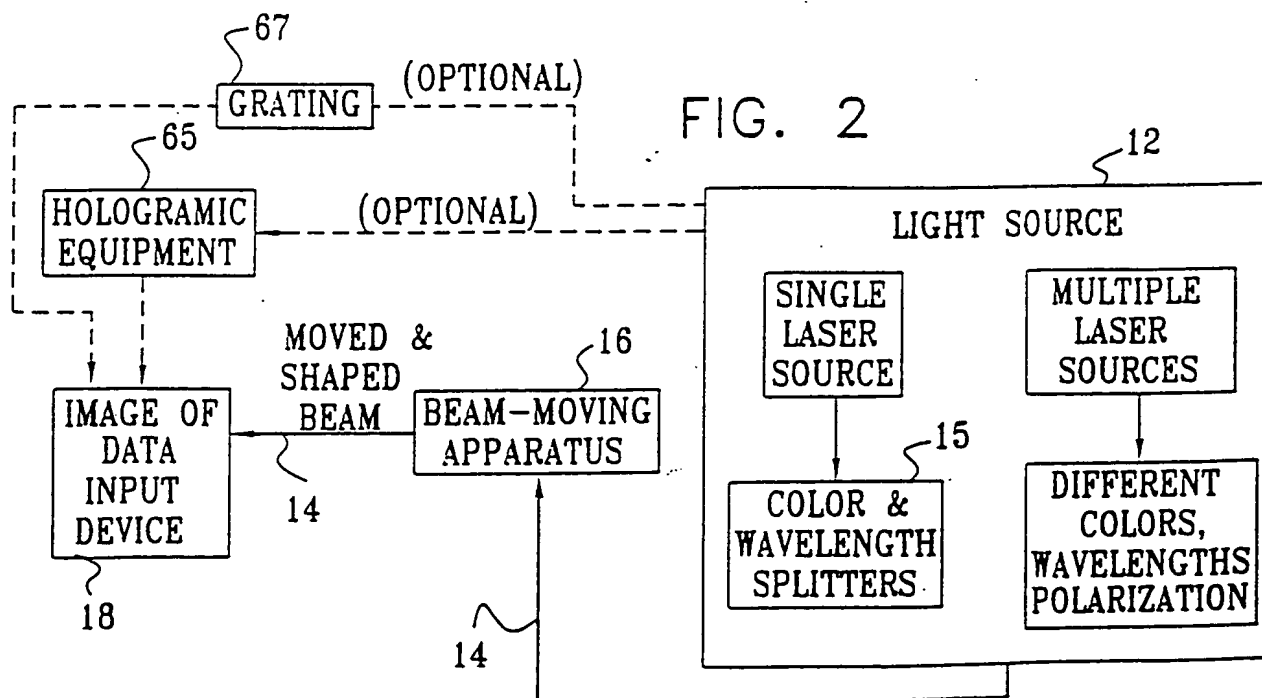 67
(OPTIONAL)
GRATING
FIG. 2
65
12
HOLOGRAMIC
EQUIPMENT
(OPTIONAL)
LIGHT SOURCE
SINGLE
LASER
SOURCE
MULTIPLE
LASER
SOURCES
MOVED &
SHAPED
BEAM
16
IMAGE OF
DATA
INPUT
DEVICE
BEAM-MOVING
APPARATUS
15
14
COLOR &
WAVELENGTH
SPLITTERS
DIFFERENT
COLORS,
WAVELENGTHS
POLARIZATION
18
14